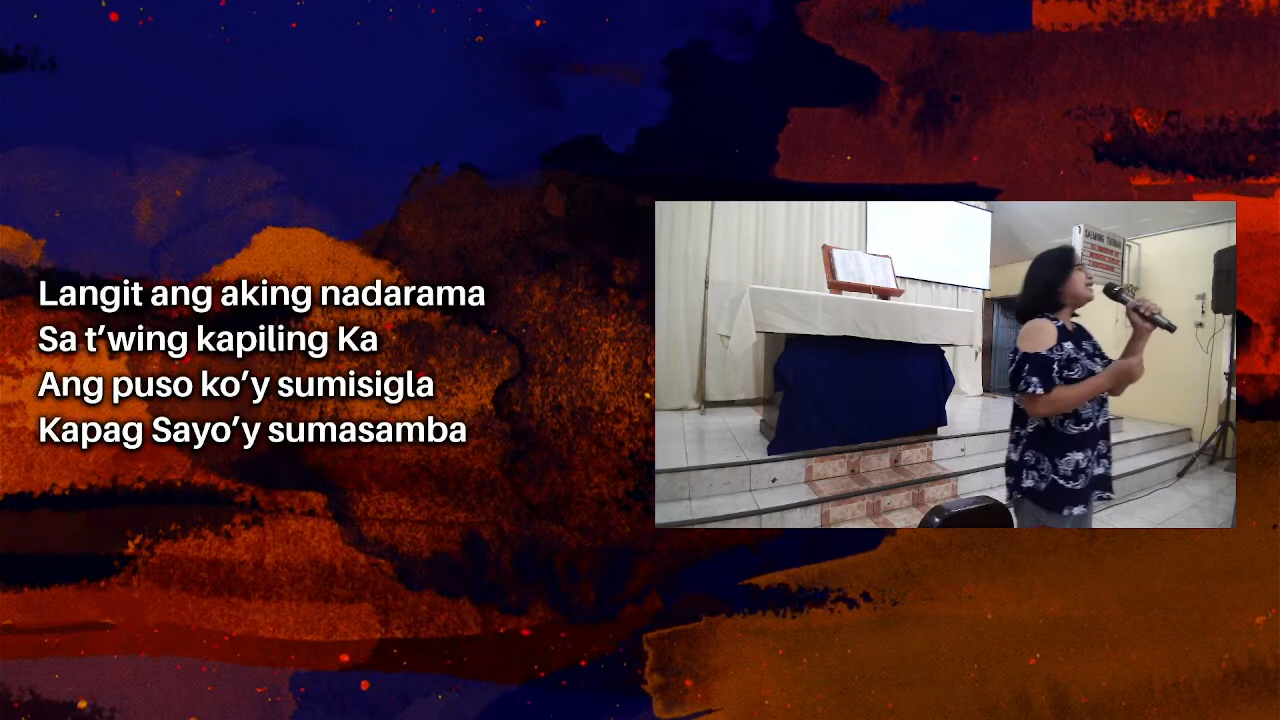 Langit ang aking nadarama
Sa t’wing kapiling Ka
Ang puso ko’y sumisigla
Kapag Sayo’y sumasamba